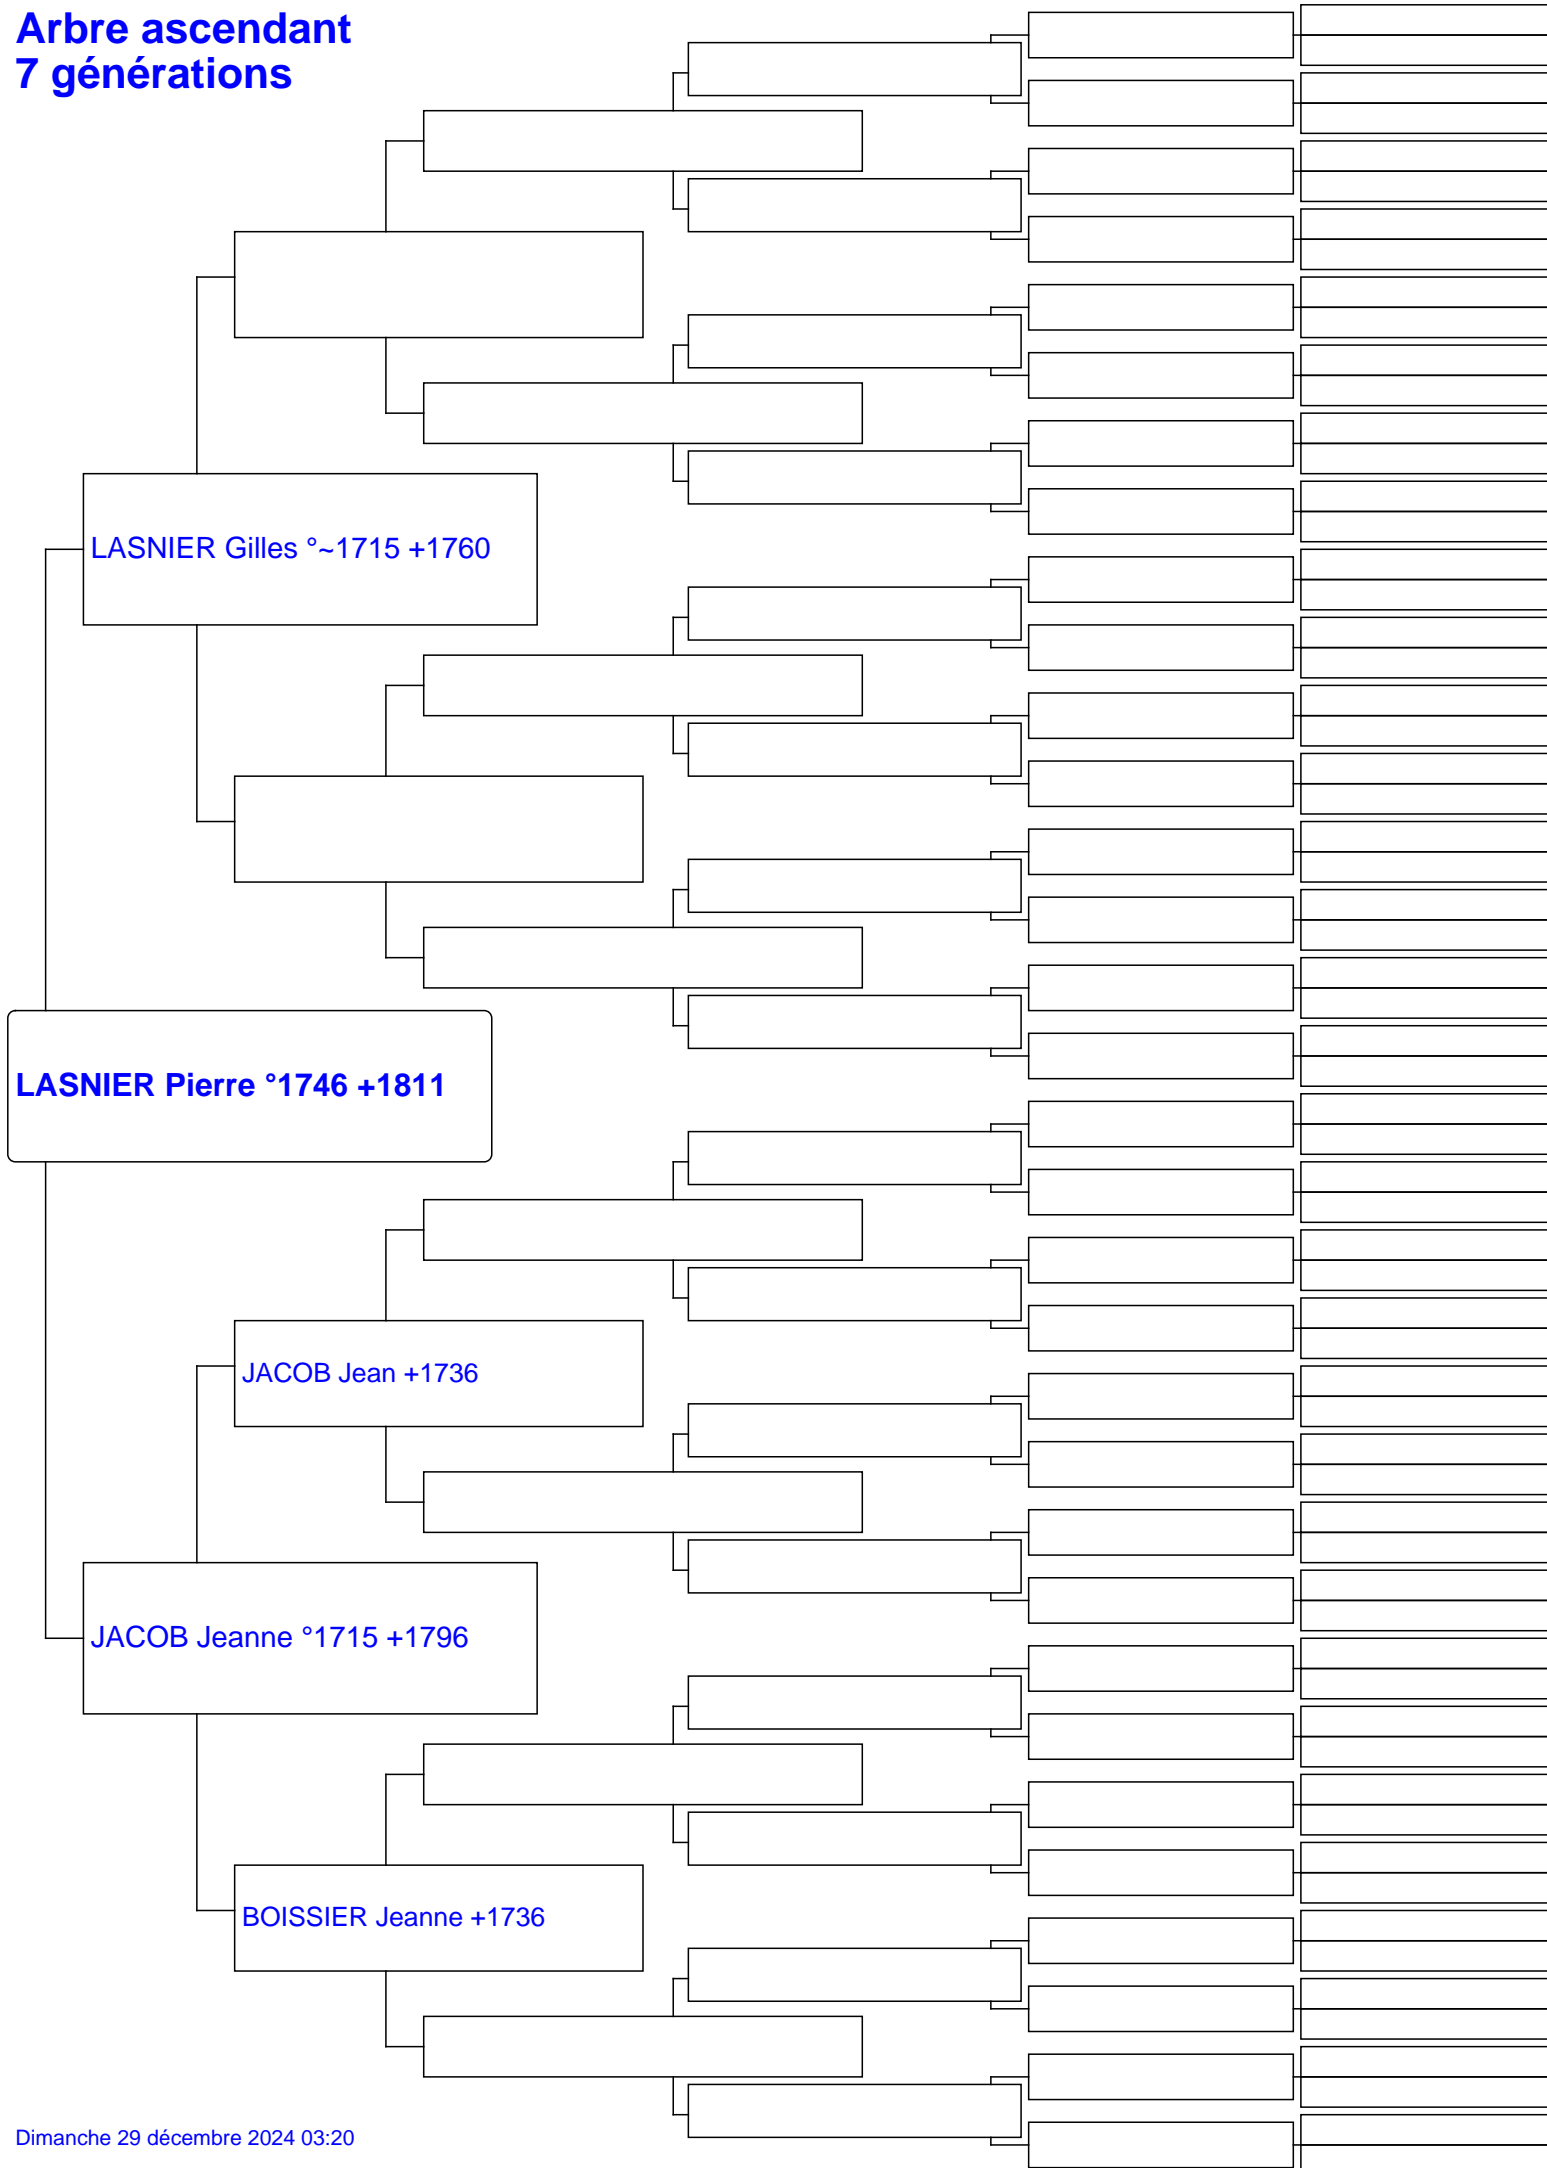 Arbre ascendant
7 générations
LASNIER Gilles °~1715 +1760
LASNIER Pierre °1746 +1811
JACOB Jean +1736
JACOB Jeanne °1715 +1796
BOISSIER Jeanne +1736
Dimanche 29 décembre 2024 03:20